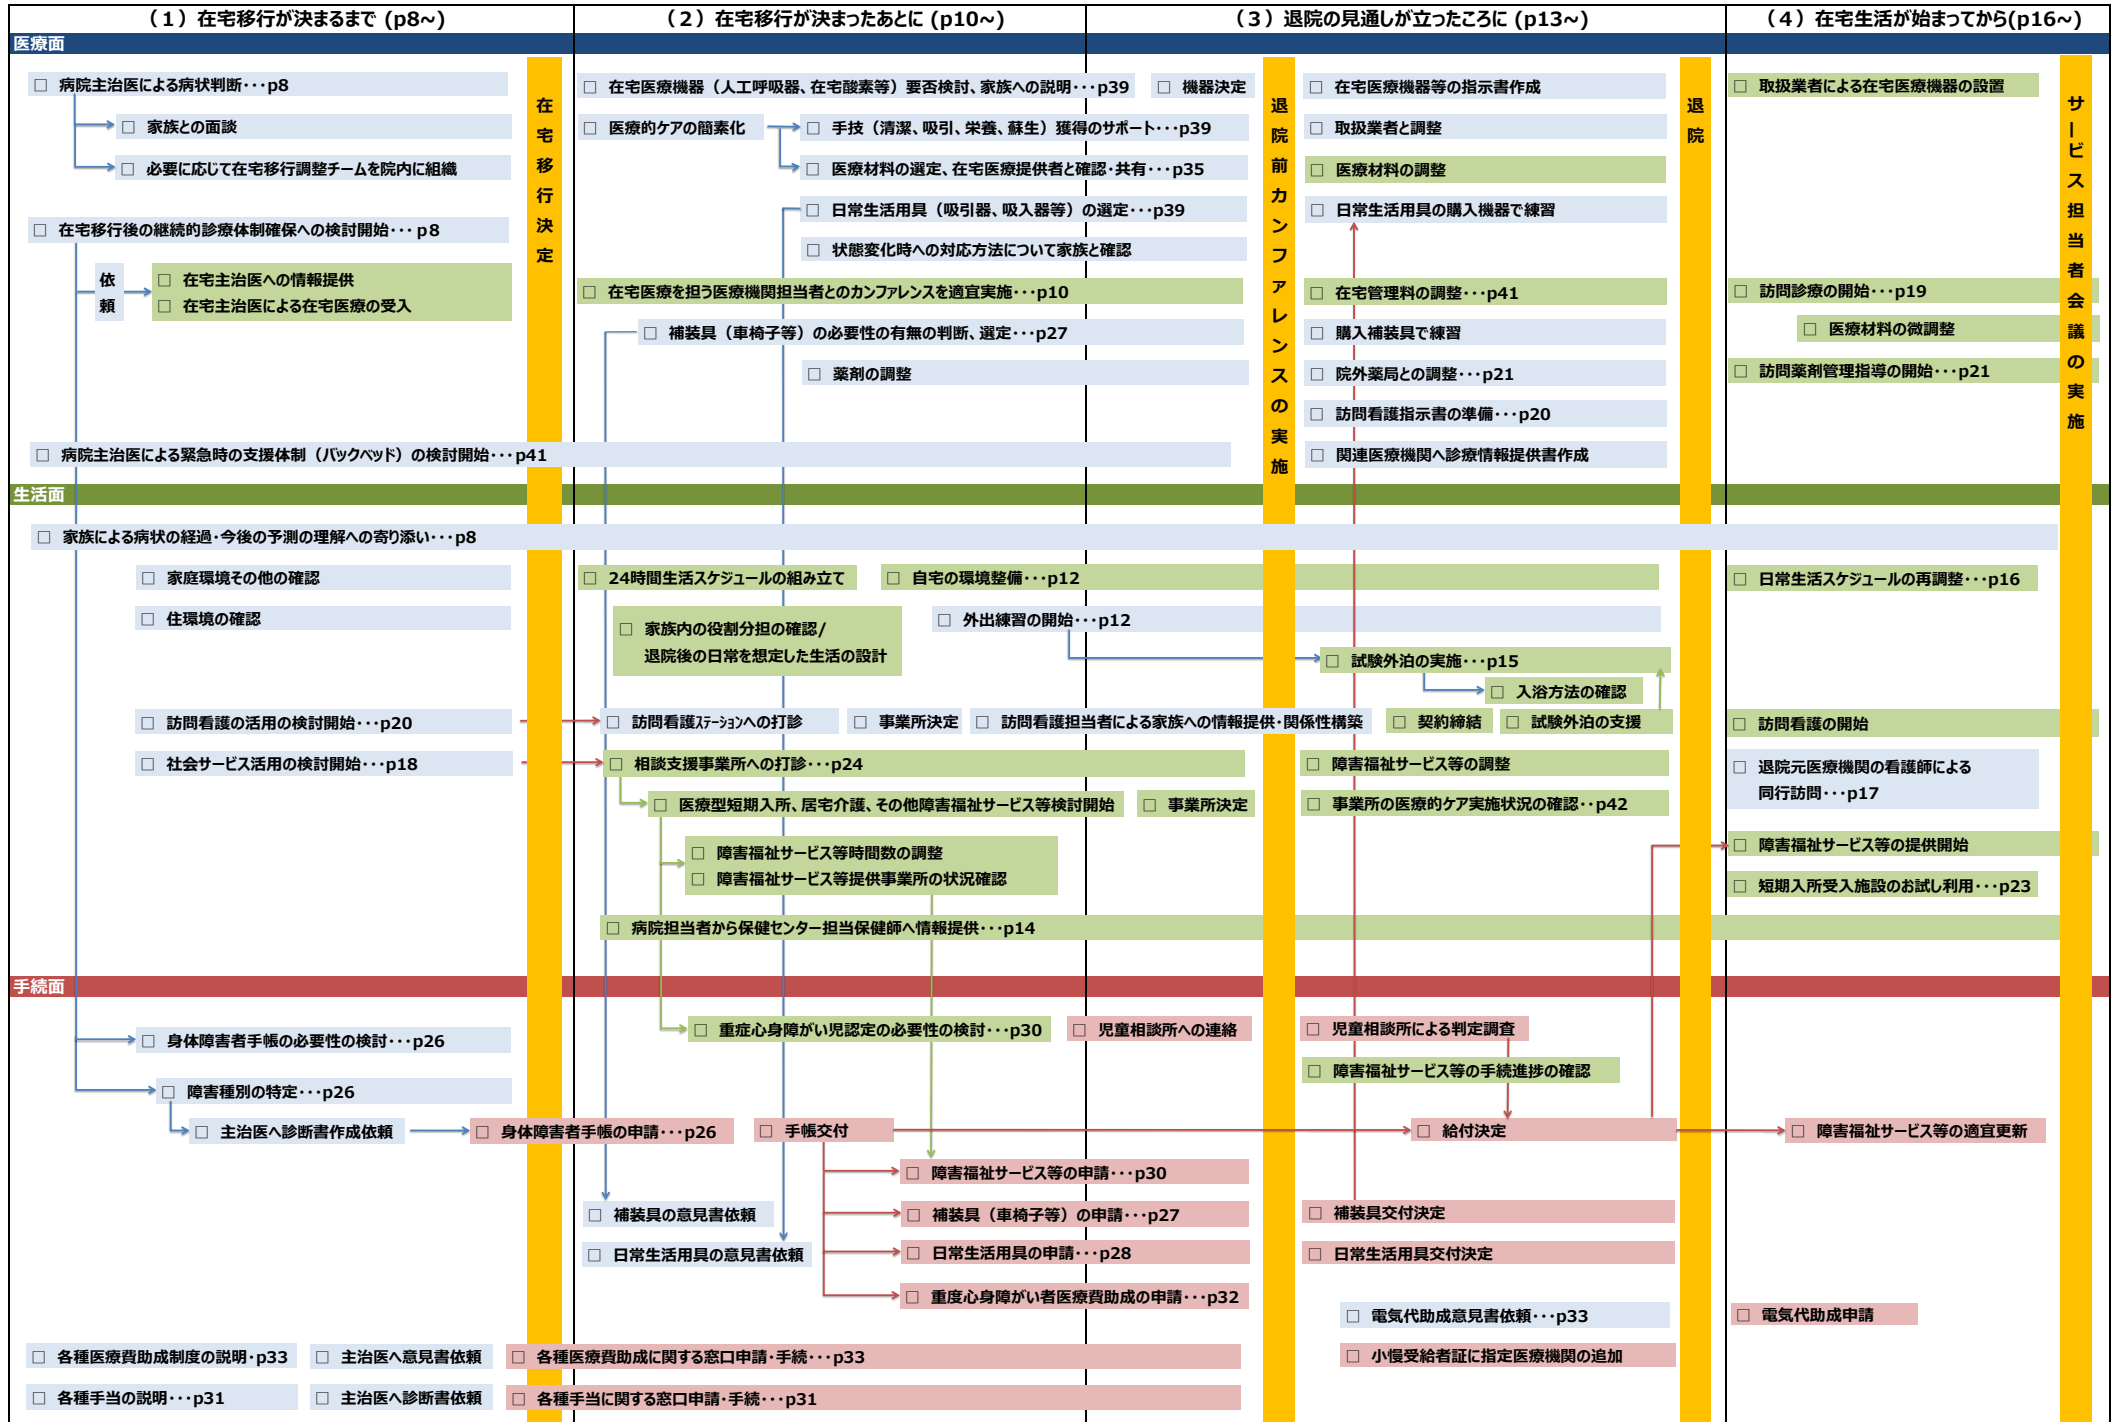 （1）在宅移行が決まるまで (p8~)
（2）在宅移行が決まったあとに (p10~)
（3）退院の見通しが立ったころに (p13~)
（4）在宅生活が始まってから(p16~)
医療面
□ 病院主治医による病状判断･･･p8
□ 家族との面談
□ 必要に応じて在宅移行調整チームを院内に組織
□ 在宅移行後の継続的診療体制確保への検討開始･･･p8
依頼
□ 在宅主治医への情報提供
□ 在宅主治医による在宅医療の受入
□ 病院主治医による緊急時の支援体制（バックベッド）の検討開始･･･p41
在宅移行決定
□ 在宅医療機器（人工呼吸器、在宅酸素等）要否検討、家族への説明･･･p39
□ 機器決定
□ 医療的ケアの簡素化
□ 手技（清潔、吸引、栄養、蘇生）獲得のサポート･･･p39
□ 医療材料の選定、在宅医療提供者と確認･共有･･･p35
□ 日常生活用具（吸引器、吸入器等）の選定･･･p39
□ 状態変化時への対応方法について家族と確認
□ 在宅医療を担う医療機関担当者とのカンファレンスを適宜実施･･･p10
□ 補装具（車椅子等）の必要性の有無の判断、選定･･･p27
□ 薬剤の調整
退院前カンファレンスの実施
□ 在宅医療機器等の指示書作成
□ 取扱業者と調整
□ 医療材料の調整
□ 日常生活用具の購入機器で練習
□ 在宅管理料の調整･･･p41
□ 購入補装具で練習
□ 院外薬局との調整･･･p21
□ 訪問看護指示書の準備･･･p20
□ 関連医療機関へ診療情報提供書作成
退院
□ 取扱業者による在宅医療機器の設置
□ 訪問診療の開始･･･p19
□ 医療材料の微調整
□ 訪問薬剤管理指導の開始･･･p21
サービス担当者会議の実施
生活面
□ 家族による病状の経過･今後の予測の理解への寄り添い･･･p8
□ 家庭環境その他の確認
□ 住環境の確認
□ 訪問看護の活用の検討開始･･･p20
□ 社会サービス活用の検討開始･･･p18
□ 24時間生活スケジュールの組み立て
□ 自宅の環境整備･･･p12
□ 家族内の役割分担の確認/
退院後の日常を想定した生活の設計
□ 外出練習の開始･･･p12
□ 試験外泊の実施･･･p15
□ 入浴方法の確認
□ 訪問看護ｽﾃｰｼｮﾝへの打診
□ 事業所決定
□ 訪問看護担当者による家族への情報提供･関係性構築
□ 契約締結
□ 試験外泊の支援
□ 相談支援事業所への打診･･･p24
□ 障害福祉サービス等の調整
□ 医療型短期入所、居宅介護、その他障害福祉サービス等検討開始
□ 事業所決定
□ 事業所の医療的ケア実施状況の確認･･p42
□ 障害福祉サービス等時間数の調整
□ 障害福祉サービス等提供事業所の状況確認
□ 病院担当者から保健センター担当保健師へ情報提供･･･p14
□ 日常生活スケジュールの再調整･･･p16
□ 訪問看護の開始
□ 退院元医療機関の看護師による
同行訪問･･･p17
□ 障害福祉サービス等の提供開始
□ 短期入所受入施設のお試し利用･･･p23
手続面
□ 身体障害者手帳の必要性の検討･･･p26
□ 障害種別の特定･･･p26
□ 主治医へ診断書作成依頼
□ 身体障害者手帳の申請･･･p26
□ 手帳交付
□ 重症心身障がい児認定の必要性の検討･･･p30
□ 児童相談所への連絡
□ 児童相談所による判定調査
□ 障害福祉サービス等の手続進捗の確認
□ 給付決定
□ 障害福祉サービス等の適宜更新
□ 障害福祉サービス等の申請･･･p30
□ 補装具の意見書依頼
□ 補装具（車椅子等）の申請･･･p27
□ 補装具交付決定
□ 日常生活用具の意見書依頼
□ 日常生活用具の申請･･･p28
□ 日常生活用具交付決定
□ 重度心身障がい者医療費助成の申請･･･p32
□ 電気代助成意見書依頼･･･p33
□ 電気代助成申請
□ 各種医療費助成制度の説明･p33
□ 主治医へ意見書依頼
□ 各種医療費助成に関する窓口申請･手続･･･p33
□ 小慢受給者証に指定医療機関の追加
□ 各種手当の説明･･･p31
□ 主治医へ診断書依頼
□ 各種手当に関する窓口申請･手続･･･p31